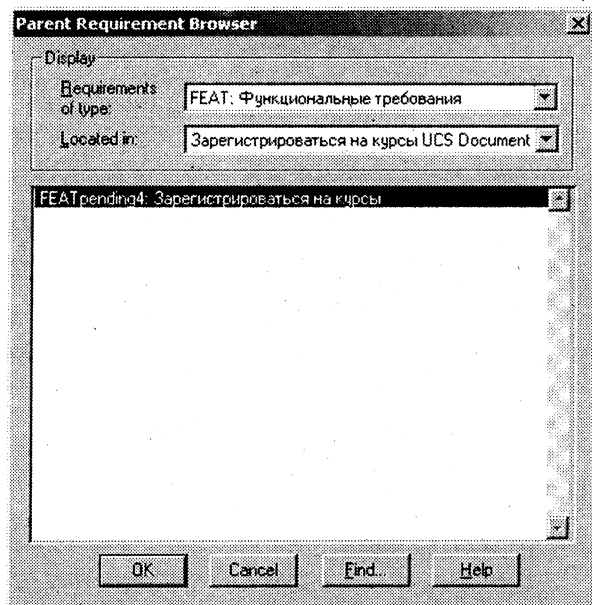 Parent Requirement Browser
Display
Requirements
of type:
FEAT: Функциональные требования
Located in:
Зарегистрироваться на курсы UCS Document
FEATpending4: Зарегистрироваться на курсы
OK Cancel Find... Help